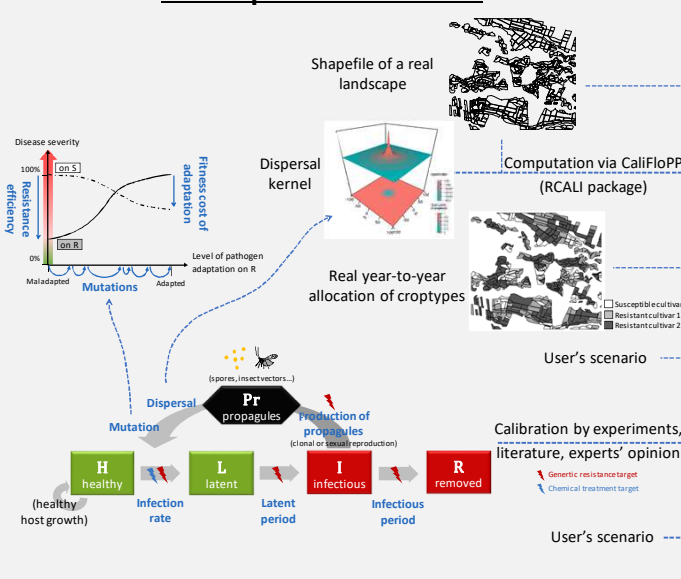 Shapefile of a real
landscape
Disease severity
100%
on S
Resistance
efficiency
Fitness cost of
adaptation
on R
0%
Level of pathogen
adaptation on R
Maladapted
Adapted
Mutations
Dispersal
kernel
Computation via CaliFloPP
(RCALI package)
Real year-to-year
allocation of croptypes
Susceptible cultivar
Resistant cultivar 1
Resistant cultivar 2
User's scenario
(spores, insect vectors...)
Dispersal
Pr
propagules
Mutation
Production of
propagules
(clonal or sexual reproduction)
Calibration by experiments,
literature, experts' opinion
H
healthy
L
latent
I
infectious
R
removed
Genertic resistance target
Chemical treatment target
(healthy
host growth)
Infection
rate
Latent
period
Infectious
period
User's scenario